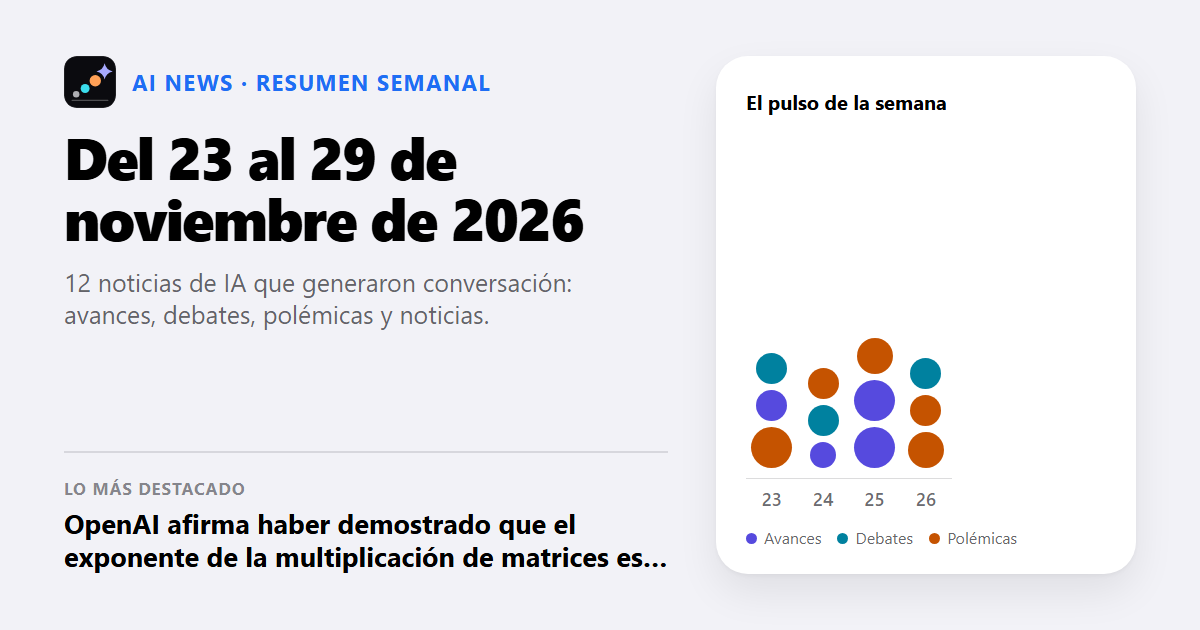 AI NEWS · RESUMEN SEMANAL
Del 23 al 29 de
noviembre de 2026
12 noticias de IA que generaron conversación:
avances, debates, polémicas y noticias.
LO MÁS DESTACADO
OpenAI afirma haber demostrado que el
exponente de la multiplicación de matrices es...
El pulso de la semana
23 24 25 26
Avances Debates Polémicas